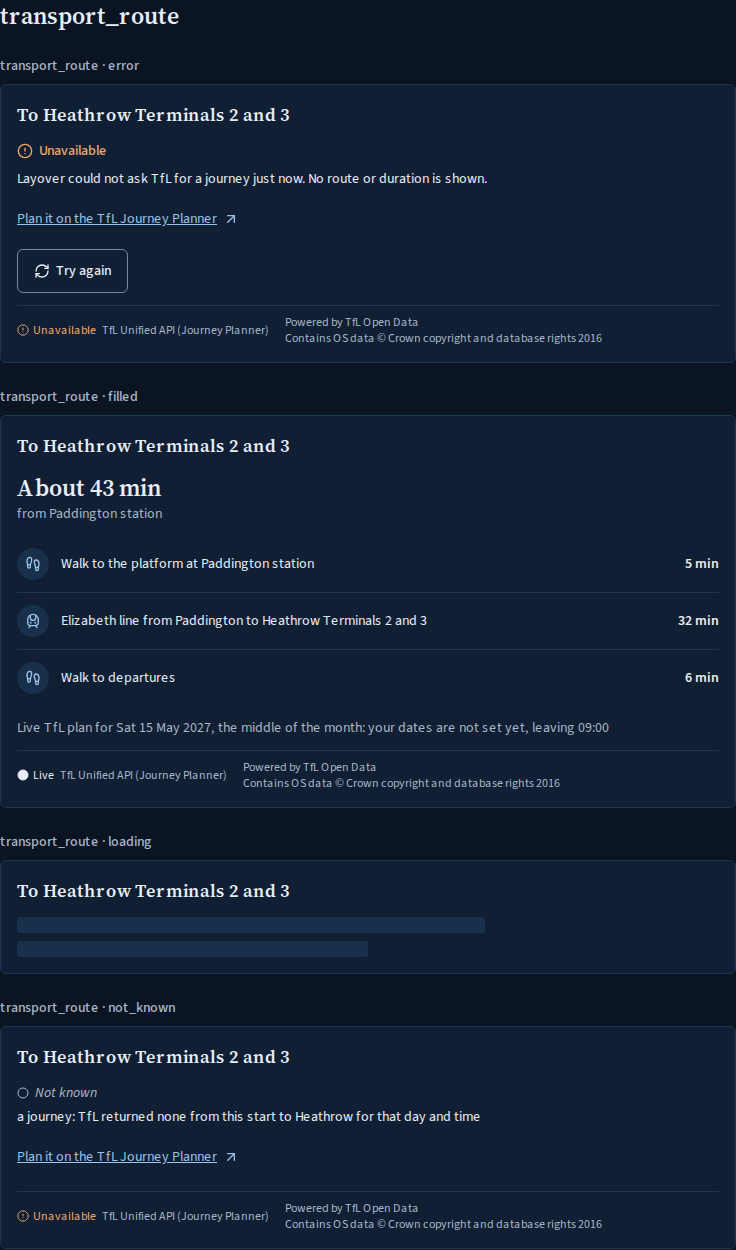 transport_route
transport_route · error
To Heathrow Terminals 2 and 3
Unavailable
Layover could not ask TfL for a journey just now. No route or duration is shown.
Plan it on the TfL Journey Planner
Try again
Unavailable TfL Unified API (Journey Planner)
Powered by TfL Open Data
Contains OS data © Crown copyright and database rights 2016
transport_route · filled
To Heathrow Terminals 2 and 3
About 43 min
from Paddington station
Walk to the platform at Paddington station 5 min
Elizabeth line from Paddington to Heathrow Terminals 2 and 3 32 min
Walk to departures 6 min
Live TfL plan for Sat 15 May 2027, the middle of the month: your dates are not set yet, leaving 09:00
Live TfL Unified API (Journey Planner)
Powered by TfL Open Data
Contains OS data © Crown copyright and database rights 2016
transport_route · loading
To Heathrow Terminals 2 and 3
transport_route · not_known
To Heathrow Terminals 2 and 3
Not known
a journey: TfL returned none from this start to Heathrow for that day and time
Plan it on the TfL Journey Planner
Unavailable TfL Unified API (Journey Planner)
Powered by TfL Open Data
Contains OS data © Crown copyright and database rights 2016